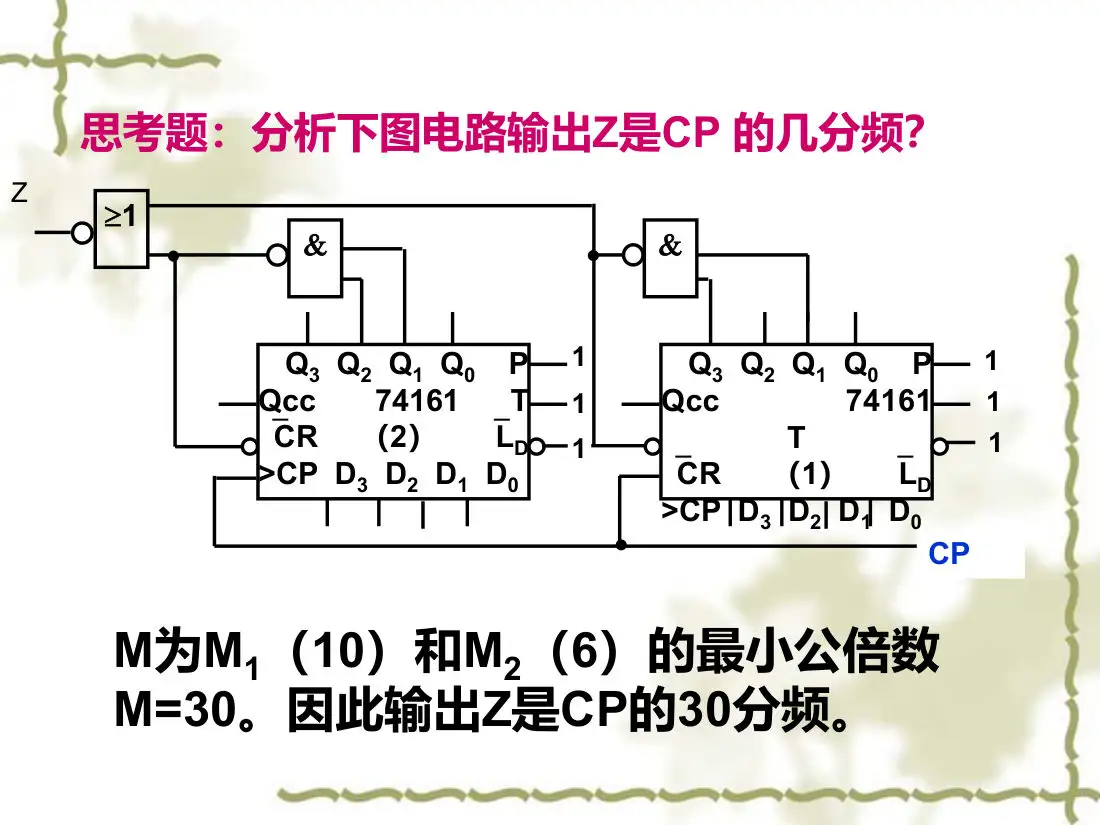 思考题：分析下图电路输出Z是CP 的几分频?
Z
≥1
&
&
Q3 Q2 Q1 Q0 P 1
Qcc 74161 T 1
C̅R̅ （2） L̅D 1
>CP D3 D2 D1 D0
Q3 Q2 Q1 Q0 P 1
Qcc 74161 1
T 1
C̅R （1） L̅D
>CP D3 D2 D1 D0
CP
M为M1（10）和M2（6）的最小公倍数
M=30。因此输出Z是CP的30分频。